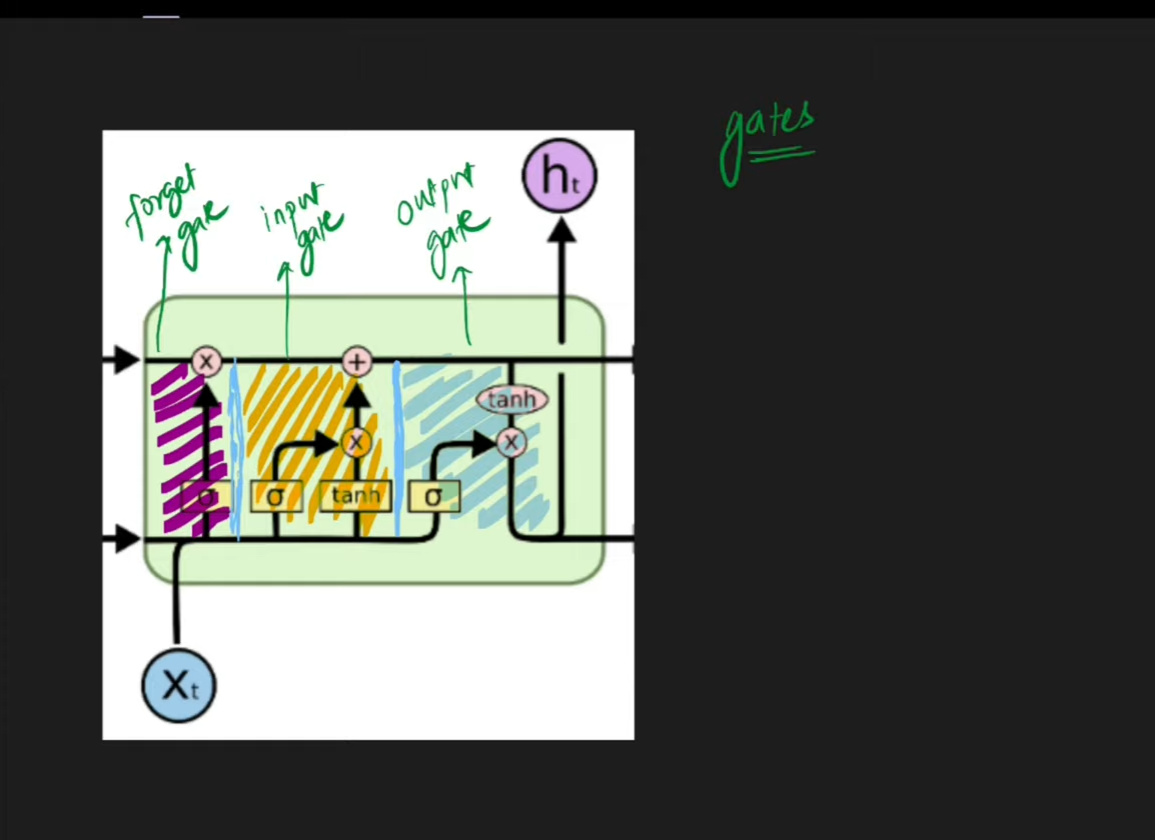 gates
forget
gate
input
gate
output
gate
ht
x
+
tanh
x
x
σ
σ
tanh
σ
Xt